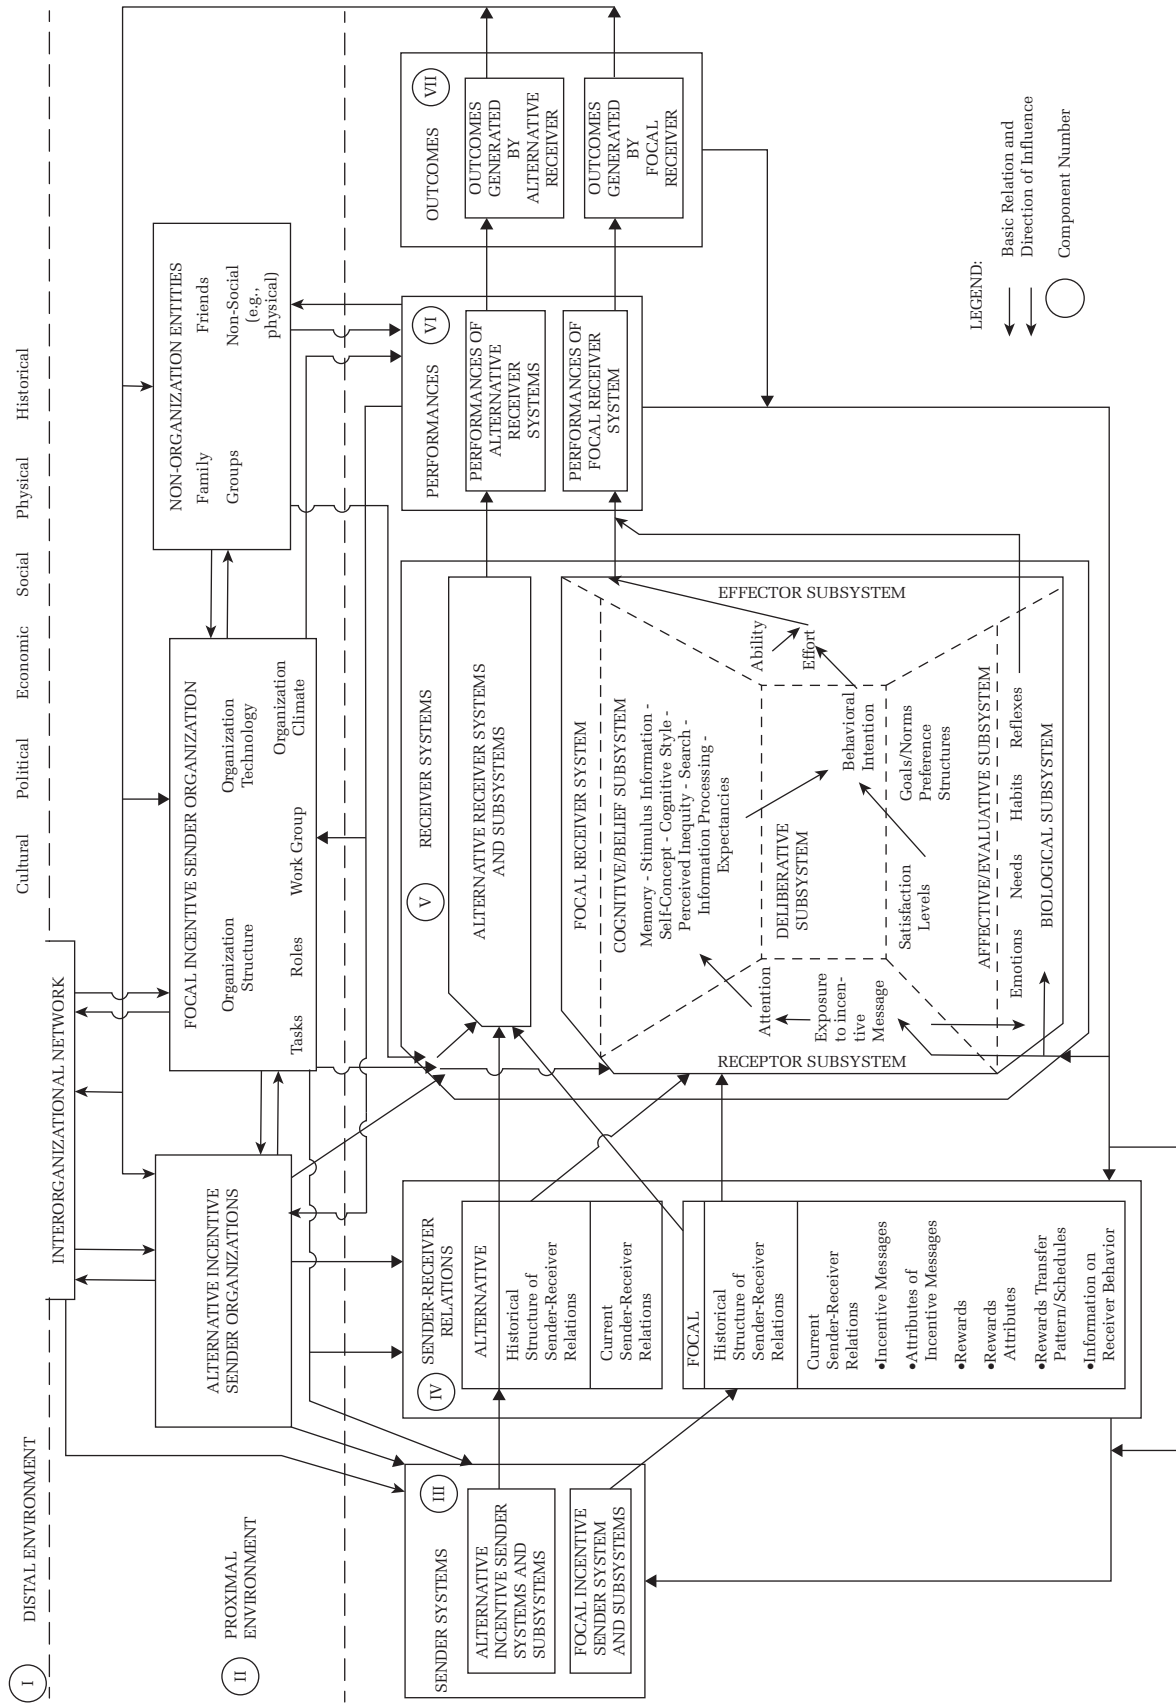 I
DISTAL ENVIRONMENT
Cultural
Political
Economic
Social
Physical
Historical
INTERORGANIZATIONAL NETWORK
II
PROXIMAL
ENVIRONMENT
ALTERNATIVE INCENTIVE
SENDER ORGANIZATIONS
FOCAL INCENTIVE SENDER ORGANIZATION
Organization
Structure
Organization
Technology
Tasks
Roles
Work Group
Organization
Climate
NON-ORGANIZATION ENTITIES
Family
Friends
Groups
Non-Social
(e.g.,
physical)
SENDER SYSTEMS
III
ALTERNATIVE
INCENTIVE SENDER
SYSTEMS AND
SUBSYSTEMS
FOCAL INCENTIVE
SENDER SYSTEM
AND SUBSYSTEMS
IV
SENDER-RECEIVER
RELATIONS
ALTERNATIVE
Historical
Structure of
Sender-Receiver
Relations
Current
Sender-Receiver
Relations
FOCAL
Historical
Structure of
Sender-Receiver
Relations
Current
Sender-Receiver
Relations
•Incentive Messages
•Attributes of
Incentive Messages
•Rewards
•Rewards
Attributes
•Rewards Transfer
Pattern/Schedules
•Information on
Receiver Behavior
V
RECEIVER SYSTEMS
ALTERNATIVE RECEIVER SYSTEMS
AND SUBSYSTEMS
FOCAL RECEIVER SYSTEM
COGNITIVE/BELIEF SUBSYSTEM
Memory - Stimulus Information -
Self-Concept - Cognitive Style -
Perceived Inequity - Search -
Information Processing -
Expectancies
RECEPTOR SUBSYSTEM
Attention
Exposure
to incen-
tive
Message
DELIBERATIVE
SUBSYSTEM
Behavioral
Intention
Ability
Effort
EFFECTOR SUBSYSTEM
Satisfaction
Levels
Goals/Norms
Preference
Structures
AFFECTIVE/EVALUATIVE SUBSYSTEM
Emotions
Needs
Habits
Reflexes
BIOLOGICAL SUBSYSTEM
PERFORMANCES
VI
PERFORMANCES OF
ALTERNATIVE
RECEIVER
SYSTEMS
PERFORMANCES OF
FOCAL RECEIVER
SYSTEM
OUTCOMES
VII
OUTCOMES
GENERATED
BY
ALTERNATIVE
RECEIVER
OUTCOMES
GENERATED
BY
FOCAL
RECEIVER
LEGEND:
Basic Relation and
Direction of Influence
Component Number